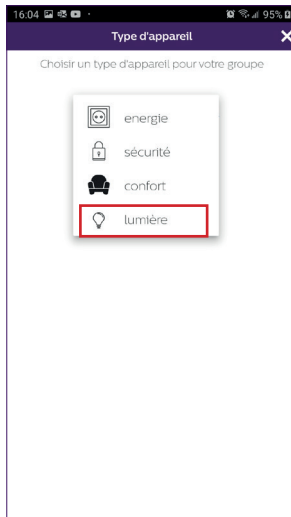 16:04 95%
Type d'appareil
Choisir un type d'appareil pour votre groupe
energie
sécurité
confort
lumière